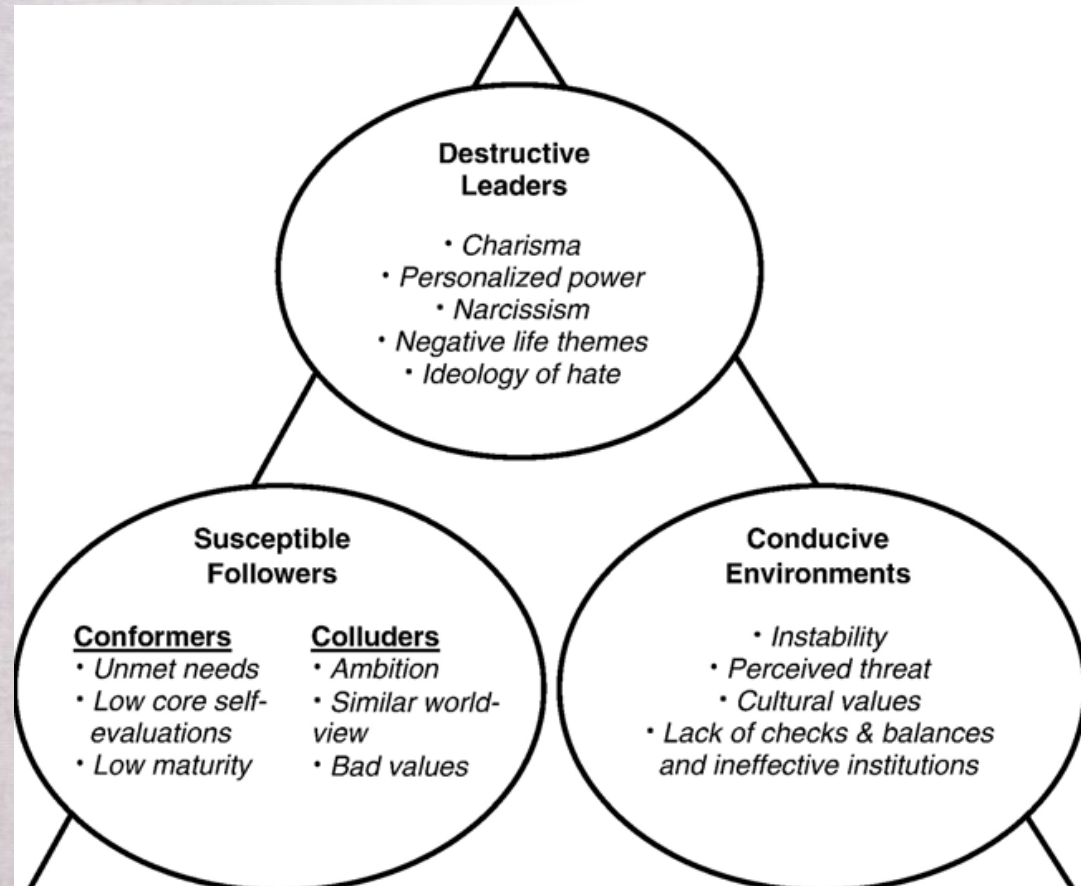 Destructive
Leaders
• Charisma
• Personalized power
• Narcissism
• Negative life themes
• Ideology of hate
Susceptible
Followers
Conformers
• Unmet needs
• Low core self-
evaluations
• Low maturity
Colluders
• Ambition
• Similar world-
view
• Bad values
Conducive
Environments
• Instability
• Perceived threat
• Cultural values
• Lack of checks & balances
and ineffective institutions